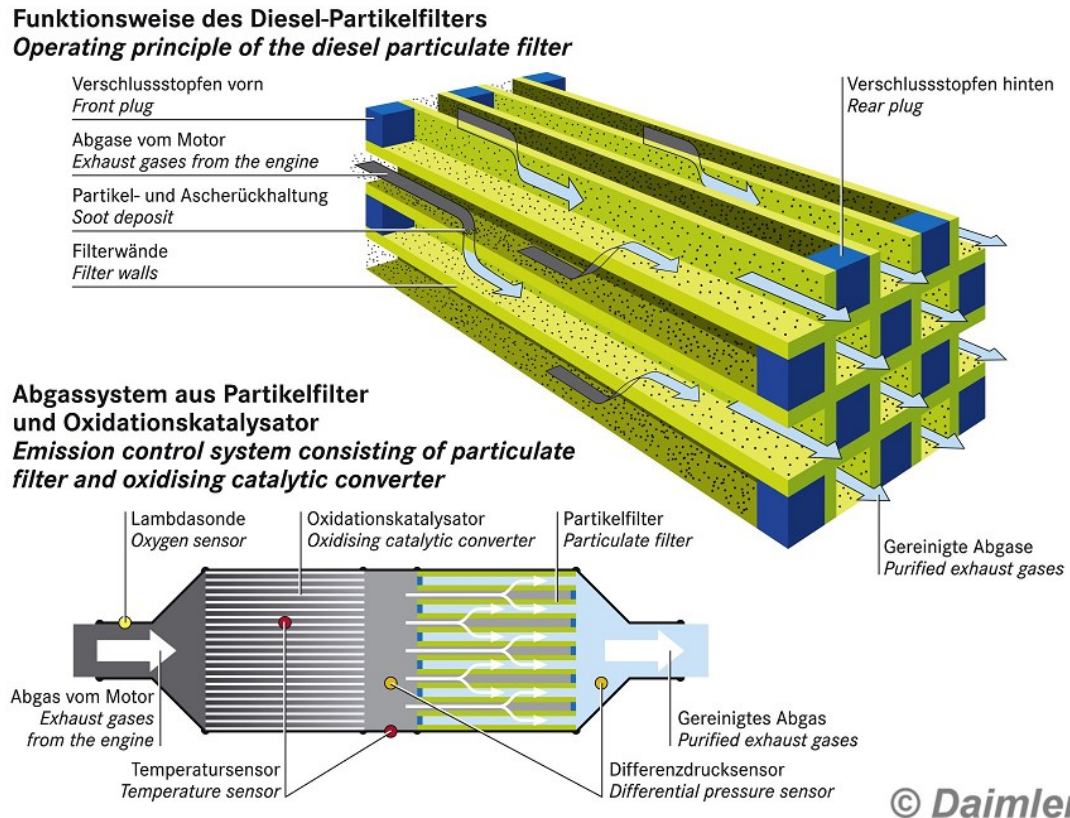 Funktionsweise des Diesel-Partikelfilters
Operating principle of the diesel particulate filter
Verschlussstopfen vorn
Front plug
Abgase vom Motor
Exhaust gases from the engine
Partikel- und Ascherückhaltung
Soot deposit
Filterwände
Filter walls
Verschlussstopfen hinten
Rear plug
Gereinigte Abgase
Purified exhaust gases
Abgassystem aus Partikelfilter
und Oxidationskatalysator
Emission control system consisting of particulate
filter and oxidising catalytic converter
Lambdasonde
Oxygen sensor
Oxidationskatalysator
Oxidising catalytic converter
Partikelfilter
Particulate filter
Abgas vom Motor
Exhaust gases
from the engine
Gereinigtes Abgas
Purified exhaust gases
Temperatursensor
Temperature sensor
Differenzdrucksensor
Differential pressure sensor
© Daimler